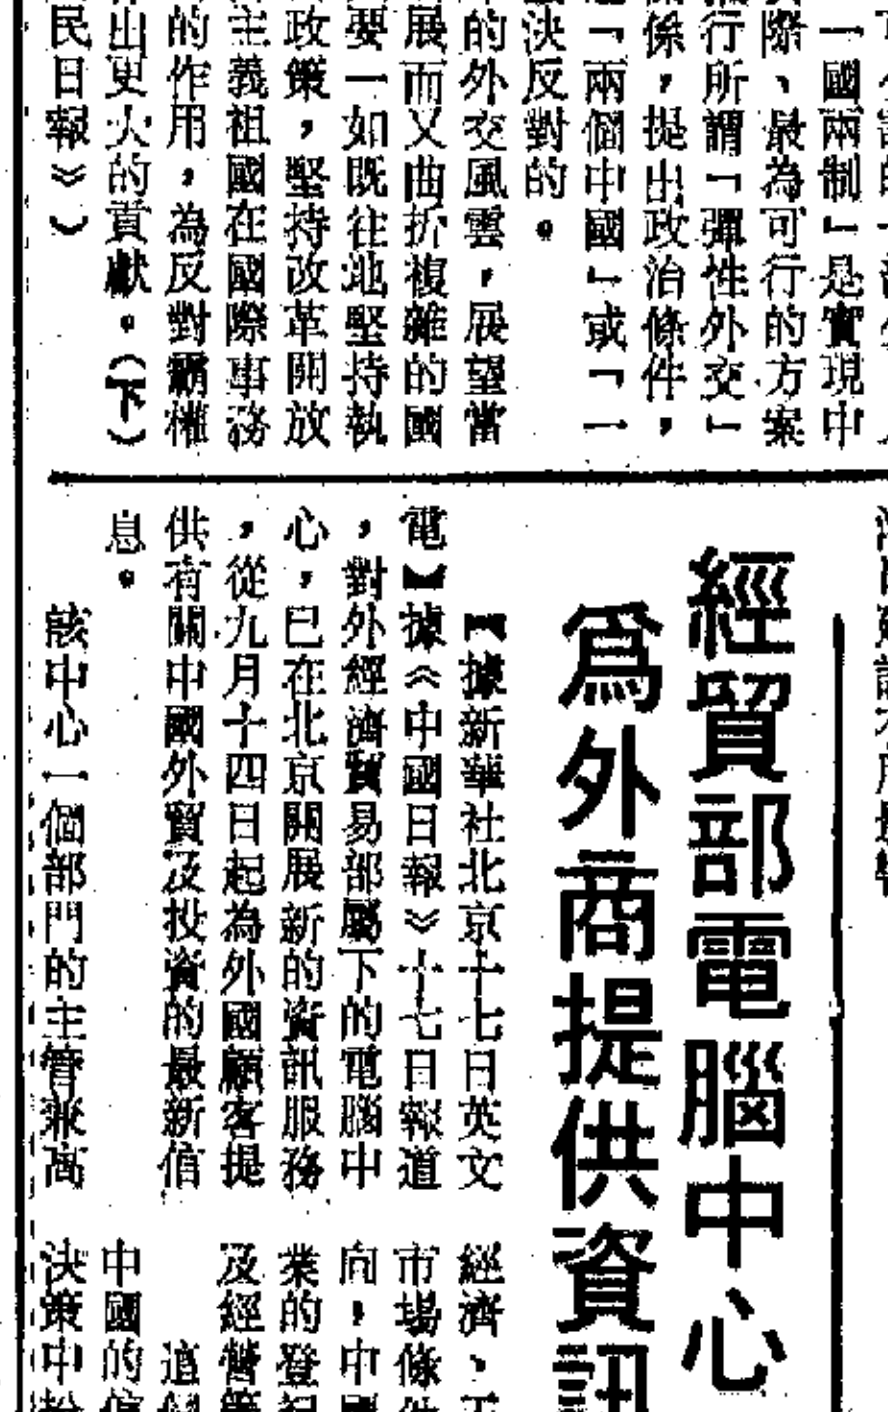 一國兩制」是實現中
際、最為可行的方案
行所謂「彈性外交」
係，提出政治條件，
「兩個中國」或「一
決反對的。
的外交風雲，展望當
展而又曲折複雜的國
要一如既往地堅持執
政策，堅持改革開放
主義祖國在國際事務
的作用，為反對霸權
出更大的貢獻。（下）
民日報》）
經貿部電腦中心
爲外商提供資訊
【據新華社北京十七日英文
電】據《中國日報》十七日報道
，對外經濟貿易部屬下的電腦中
心，已在北京開展新的資訊服務
，從九月十四日起為外國顧客提
供有關中國外貿及投資的最新信
息。
該中心一個部門的主管兼高
經濟、
市場條
向，中國
業的登記
及經營策
這個
中國的信
決策中